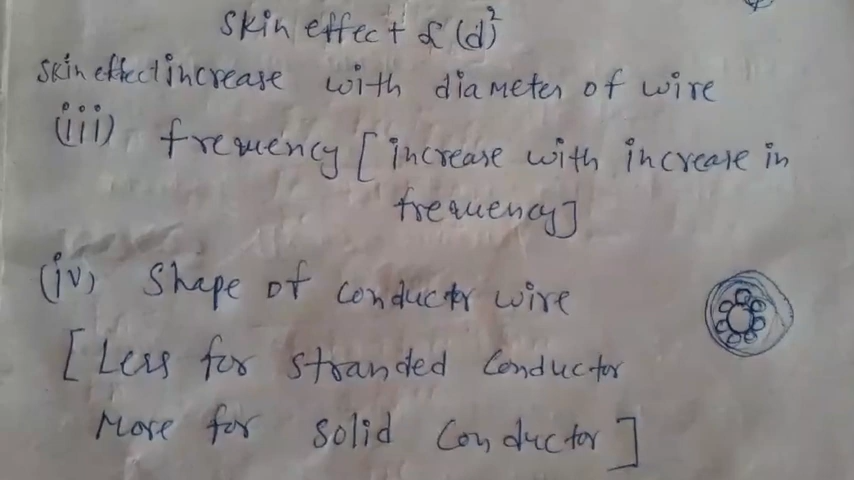 Skin effect ∝ (d)²
Skin effect increase with diameter of wire
(iii) frequency [increase with increase in
frequency]
(iv) Shape of conductor wire
[Less for stranded conductor
More for solid conductor]